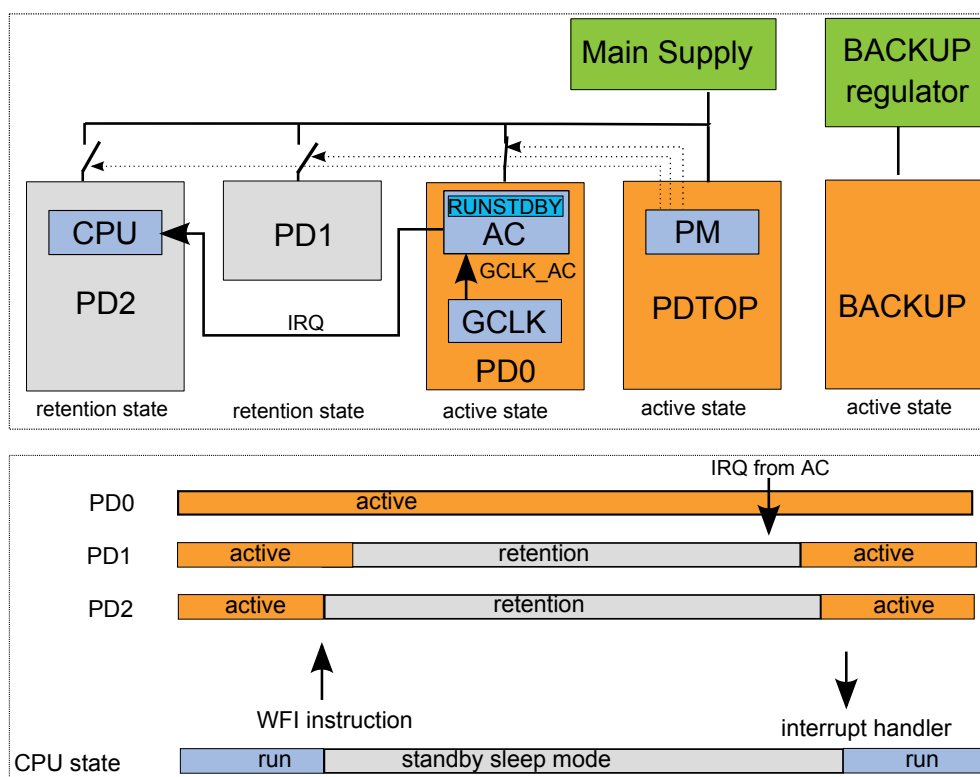 Main Supply
BACKUP
regulator
CPU
PD2
PD1
RUNSTDBY
AC
GCLK_AC
GCLK
PD0
PM
PDTOP
BACKUP
IRQ
retention state
retention state
active state
active state
active state
IRQ from AC
PD0
active
PD1
active
retention
active
PD2
active
retention
active
WFI instruction
interrupt handler
CPU state
run
standby sleep mode
run